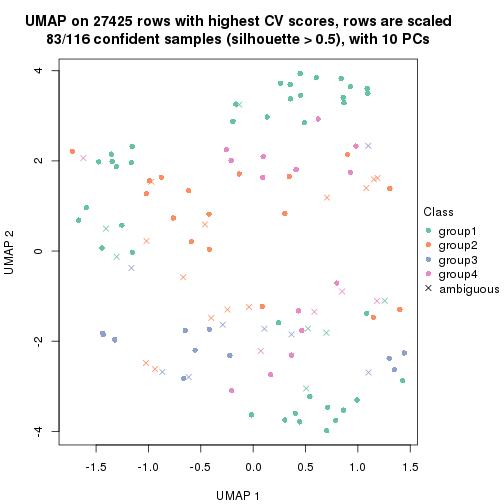 UMAP on 27425 rows with highest CV scores, rows are scaled
83/116 confident samples (silhouette > 0.5), with 10 PCs
4
2
0
-2
-4
UMAP 2
-1.5
-1.0
-0.5
0.0
0.5
1.0
1.5
UMAP 1
Class
group1
group2
group3
group4
ambiguous